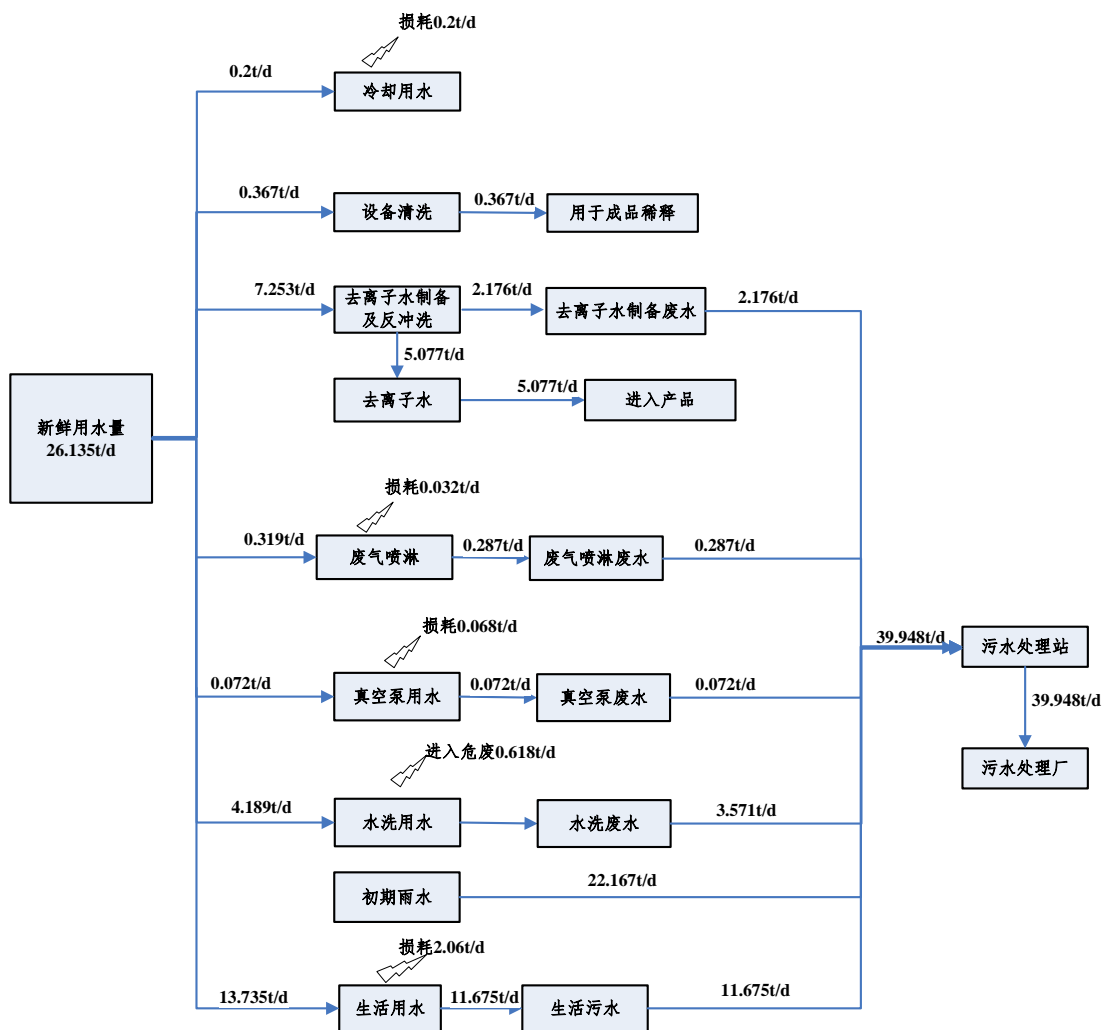 损耗0.2t/d
0.2t/d
冷却用水
0.367t/d
设备清洗
0.367t/d
用于成品稀释
7.253t/d
去离子水制备
及反冲洗
2.176t/d
去离子水制备废水
2.176t/d
5.077t/d
去离子水
5.077t/d
进入产品
新鲜用水量
26.135t/d
损耗0.032t/d
0.319t/d
废气喷淋
0.287t/d
废气喷淋废水
0.287t/d
损耗0.068t/d
0.072t/d
真空泵用水
0.072t/d
真空泵废水
0.072t/d
39.948t/d
污水处理站
39.948t/d
污水处理厂
进入危废0.618t/d
4.189t/d
水洗用水
水洗废水
3.571t/d
初期雨水
22.167t/d
损耗2.06t/d
13.735t/d
生活用水
11.675t/d
生活污水
11.675t/d